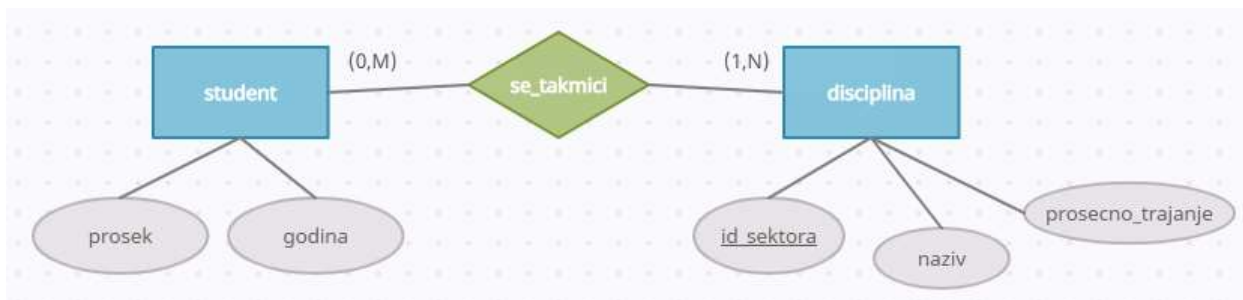 student
(0,M)
se_takmici
(1,N)
disciplina
prosek
godina
id_sektora
naziv
prosecno_trajanje